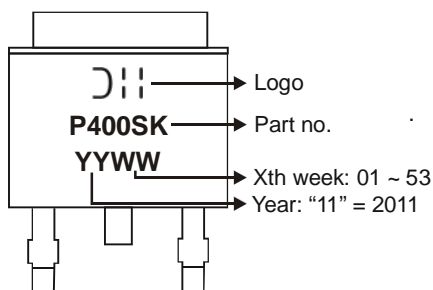 Logo
P400SK
Part no.
YYWW
Xth week: 01 ~ 53
Year: “11” = 2011